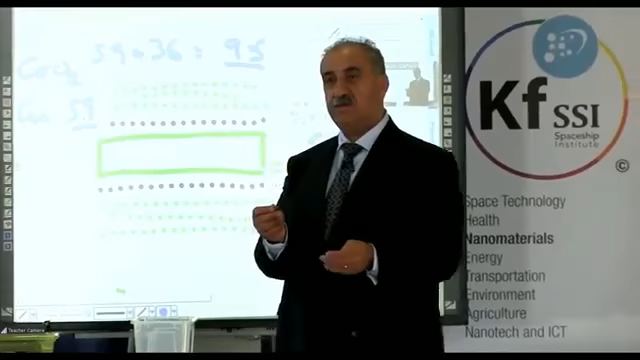 59 + 36 = 95
Kf SSI
Spaceship
Institute
©
Space Technology
Health
Nanomaterials
Energy
Transportation
Environment
Agriculture
Nanotech and ICT
Teacher Camera